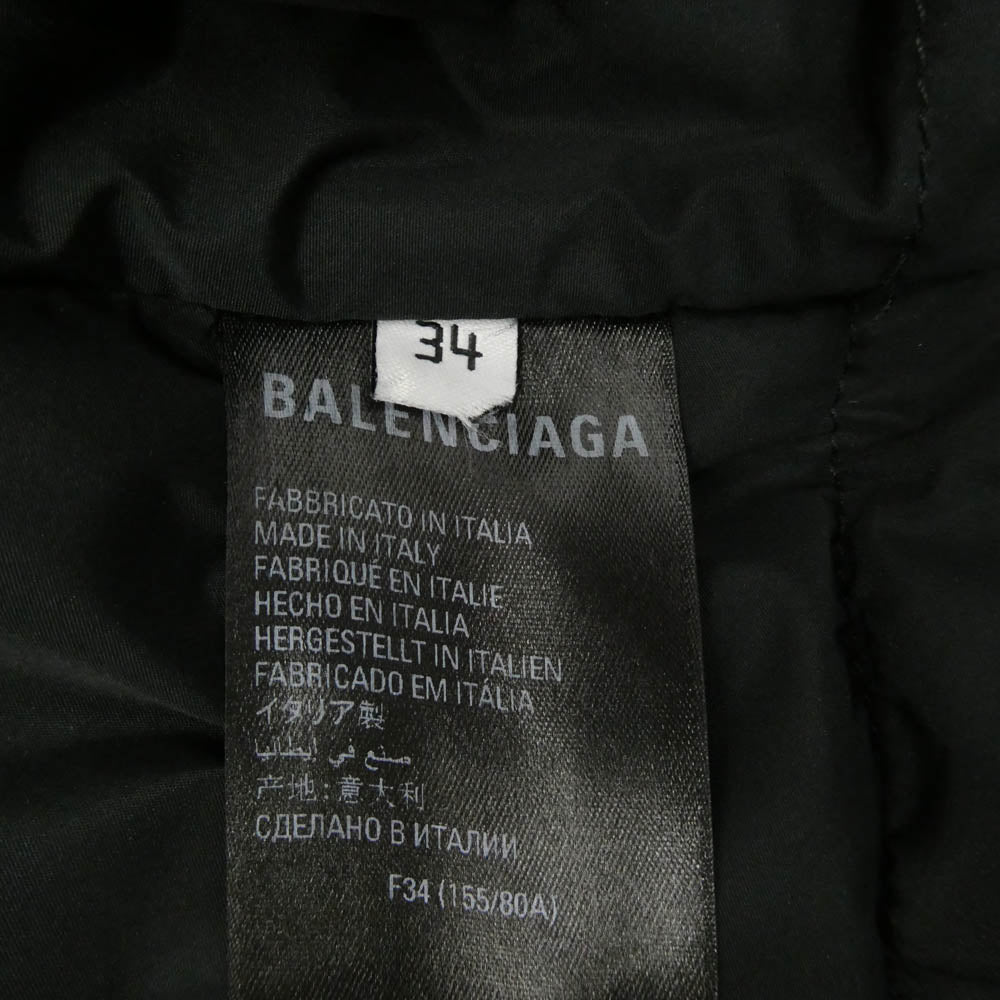 34
BALENCIAGA
FABBRICATO IN ITALIA
MADE IN ITALY
FABRIQUÉ EN ITALIE
HECHO EN ITALIA
HERGESTELLT IN ITALIEN
FABRICADO EM ITÁLIA
イタリア製
صنع في إيطاليا
产地:意大利
СДЕЛАНО В ИТАЛИИ
F34 (155/80A)